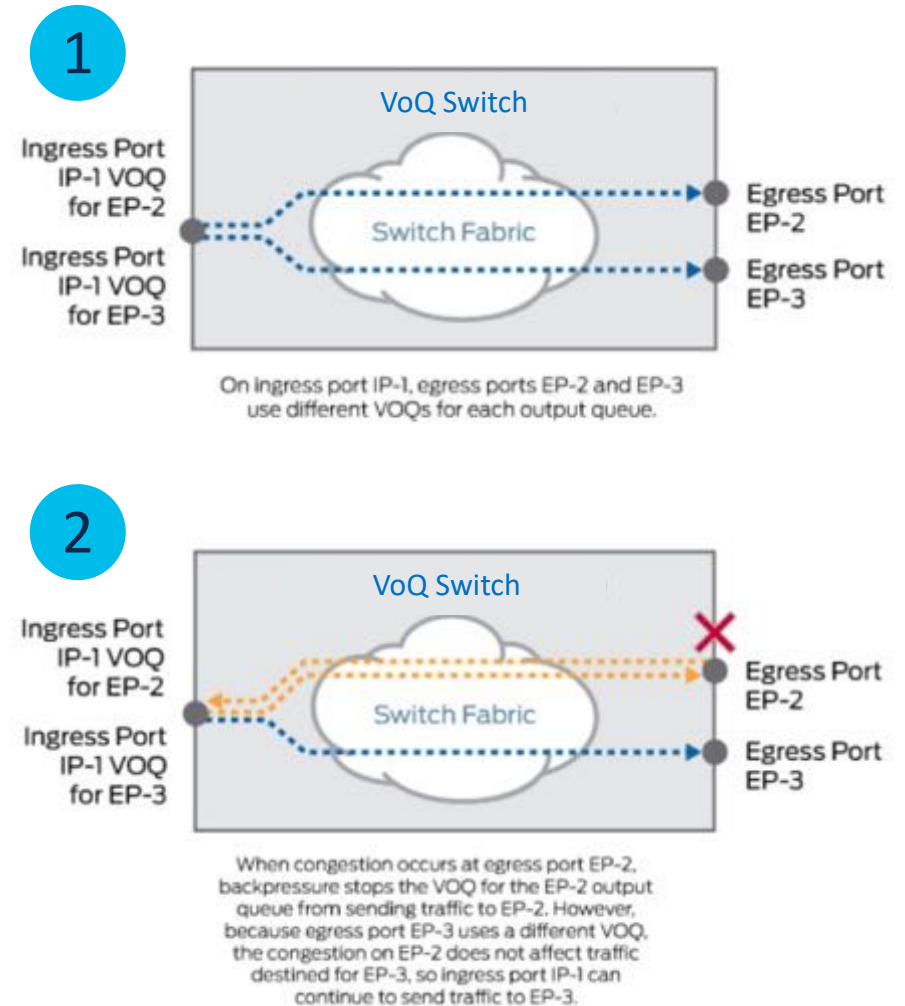 1
VoQ Switch
Ingress Port
IP-1 VOQ
for EP-2
Ingress Port
IP-1 VOQ
for EP-3
Switch Fabric
Egress Port
EP-2
Egress Port
EP-3
On ingress port IP-1, egress ports EP-2 and EP-3
use different VOQs for each output queue.
2
VoQ Switch
Ingress Port
IP-1 VOQ
for EP-2
Ingress Port
IP-1 VOQ
for EP-3
Switch Fabric
Egress Port
EP-2
Egress Port
EP-3
When congestion occurs at egress port EP-2,
backpressure stops the VOQ for the EP-2 output
queue from sending traffic to EP-2. However,
because egress port EP-3 uses a different VOQ,
the congestion on EP-2 does not affect traffic
destined for EP-3, so ingress port IP-1 can
continue to send traffic to EP-3.